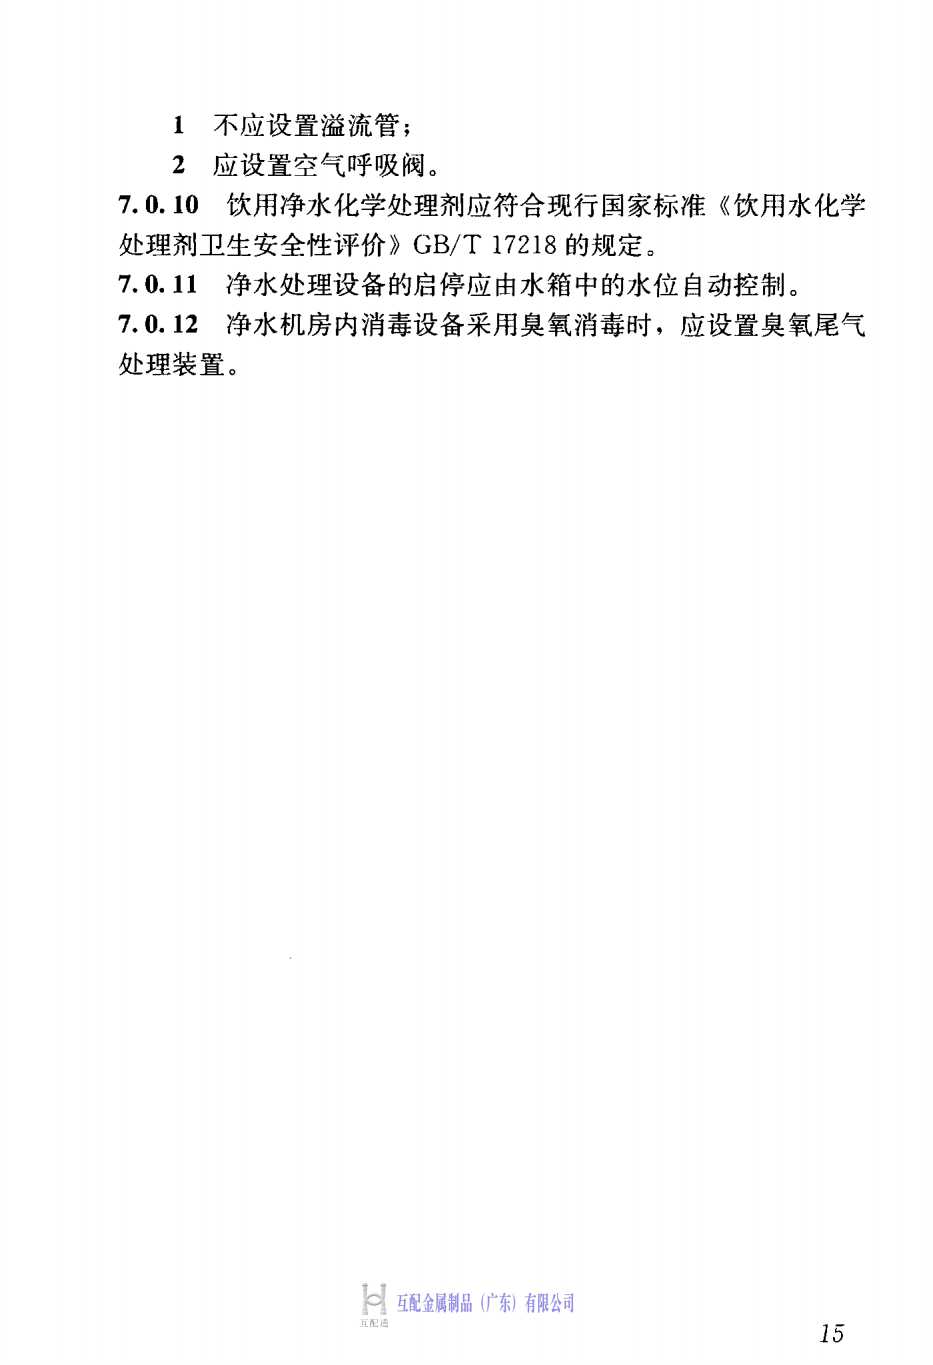 1 不应设置溢流管；
2 应设置空气呼吸阀。
7.0.10 饮用净水化学处理剂应符合现行国家标准《饮用水化学
处理剂卫生安全性评价》GB/T 17218 的规定。
7.0.11 净水处理设备的启停应由水箱中的水位自动控制。
7.0.12 净水机房内消毒设备采用臭氧消毒时，应设置臭氧尾气
处理装置。
互配金属制品（广东）有限公司
互配通
15